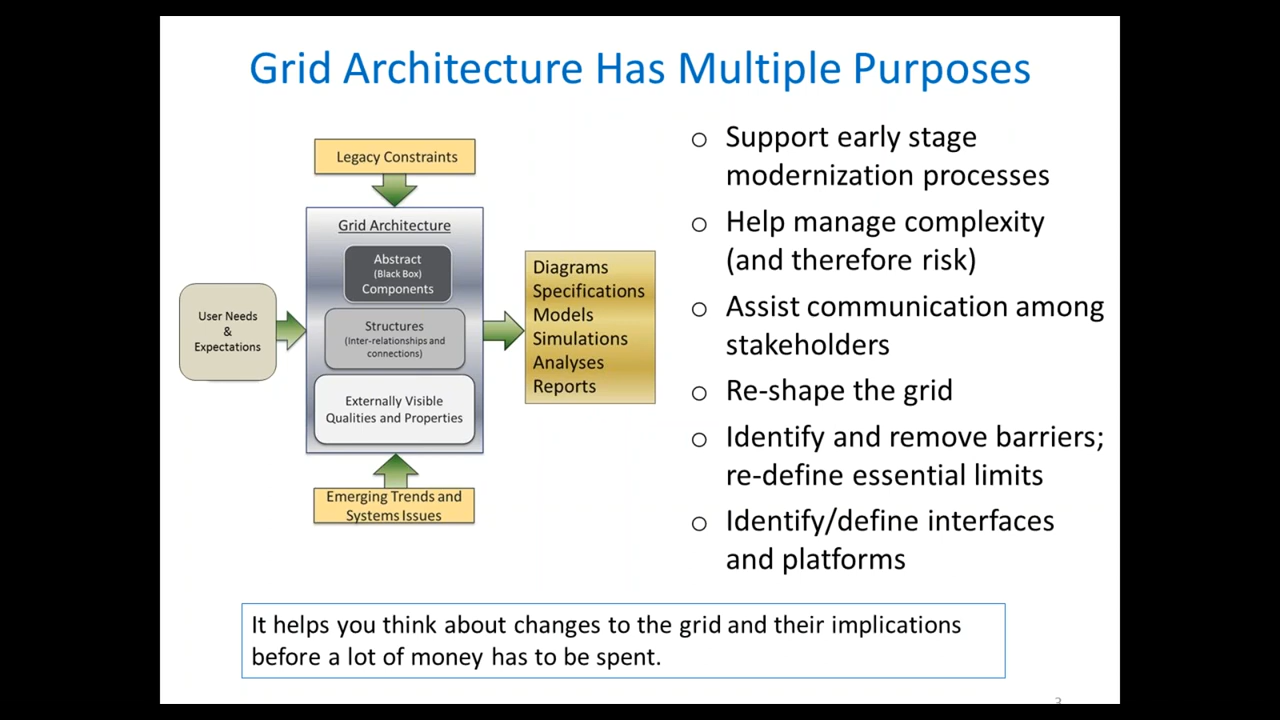 Grid Architecture Has Multiple Purposes
Legacy Constraints
Grid Architecture
Abstract
(Black Box)
Components
Structures
(Inter-relationships and
connections)
Externally Visible
Qualities and Properties
User Needs
&
Expectations
Emerging Trends and
Systems Issues
Diagrams
Specifications
Models
Simulations
Analyses
Reports
o Support early stage
modernization processes
o Help manage complexity
(and therefore risk)
o Assist communication among
stakeholders
o Re-shape the grid
o Identify and remove barriers;
re-define essential limits
o Identify/define interfaces
and platforms
It helps you think about changes to the grid and their implications
before a lot of money has to be spent.
3